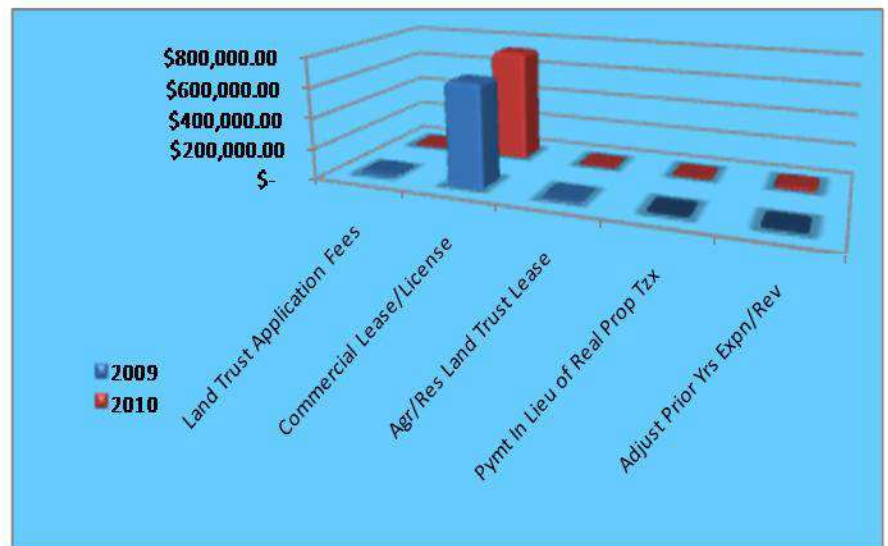 $800,000.00
$600,000.00
$400,000.00
$200,000.00
$-
Land Trust Application Fees
Commercial Lease/License
Agr/Res Land Trust Lease
Pymt In Lieu of Real Prop Tzx
Adjust Prior Yrs Expn/Rev
2009
2010